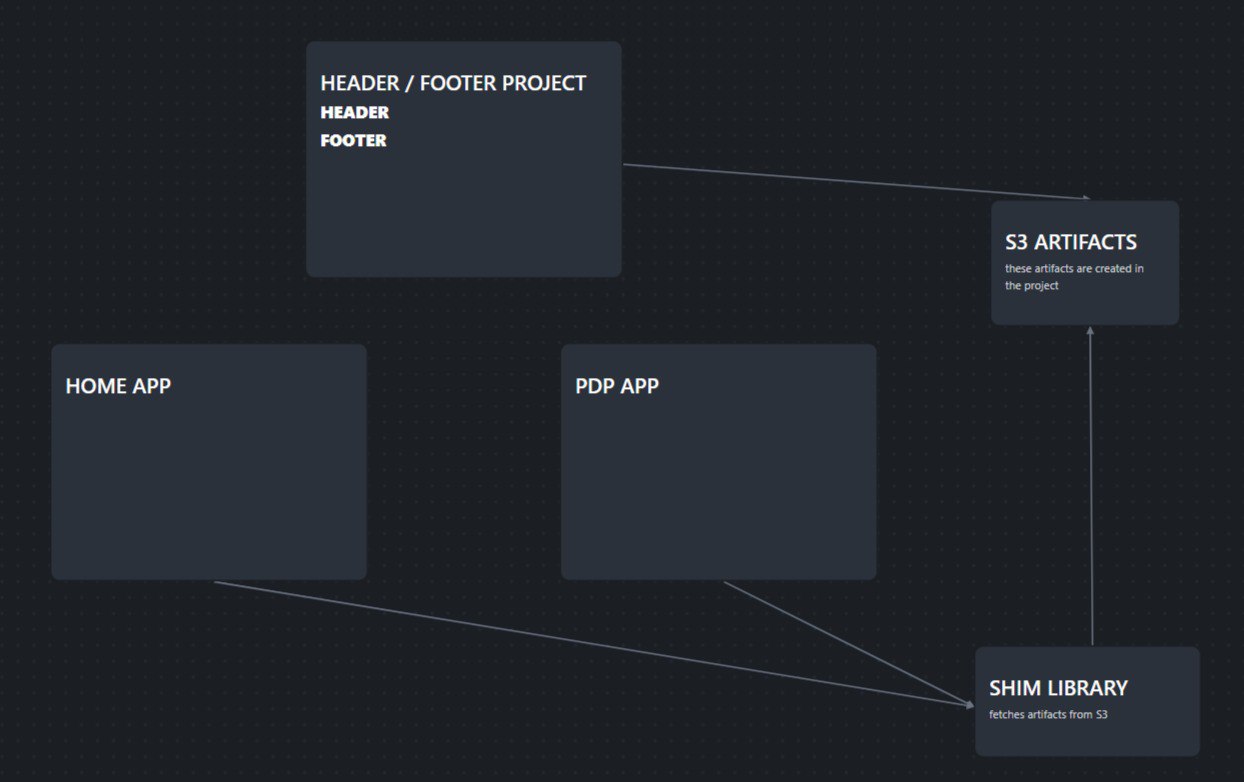 HEADER / FOOTER PROJECT
HEADER
FOOTER
S3 ARTIFACTS
these artifacts are created in
the project
HOME APP
PDP APP
SHIM LIBRARY
fetches artifacts from S3